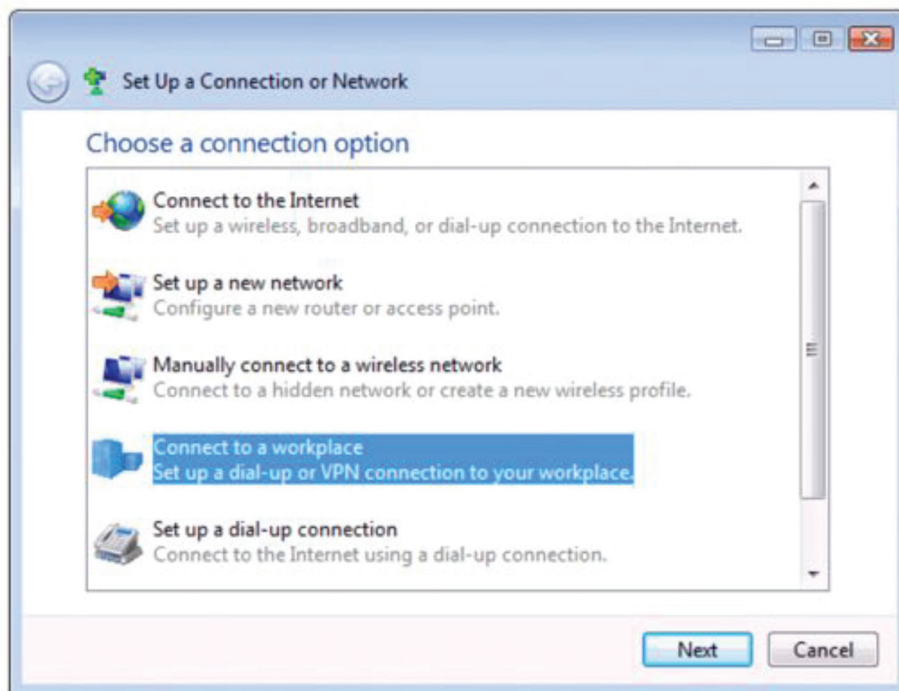 Set Up a Connection or Network
Choose a connection option
Connect to the Internet
Set up a wireless, broadband, or dial-up connection to the Internet.
Set up a new network
Configure a new router or access point.
Manually connect to a wireless network
Connect to a hidden network or create a new wireless profile.
Connect to a workplace
Set up a dial-up or VPN connection to your workplace.
Set up a dial-up connection
Connect to the Internet using a dial-up connection.
Next
Cancel